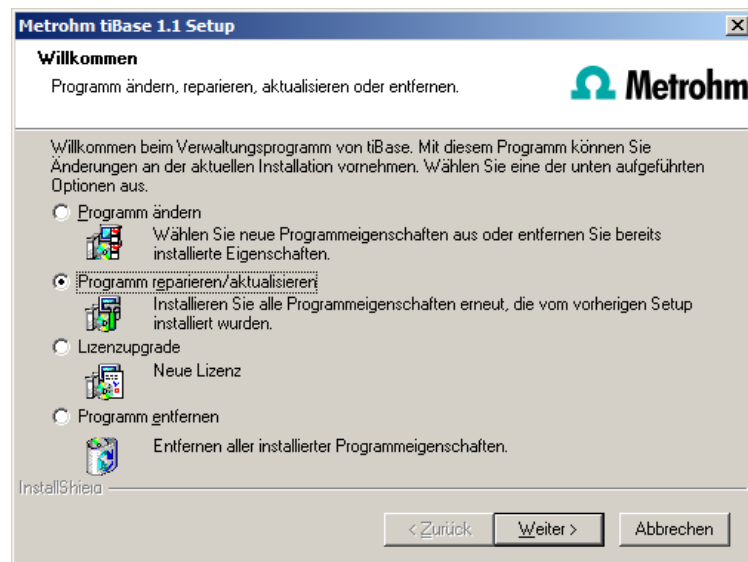 Metrohm tiBase 1.1 Setup
Willkommen
Programm ändern, reparieren, aktualisieren oder entfernen.
Metrohm
Willkommen beim Verwaltungsprogramm von tiBase. Mit diesem Programm können Sie
Änderungen an der aktuellen Installation vornehmen. Wählen Sie eine der unten aufgeführten
Optionen aus.
Programm ändern
Wählen Sie neue Programmeigenschaften aus oder entfernen Sie bereits
installierte Eigenschaften.
Programm reparieren/aktualisieren
Installieren Sie alle Programmeigenschaften erneut, die vom vorherigen Setup
installiert wurden.
Lizenzupgrade
Neue Lizenz
Programm entfernen
Entfernen aller installierter Programmeigenschaften.
InstallShield
< Zurück
Weiter >
Abbrechen